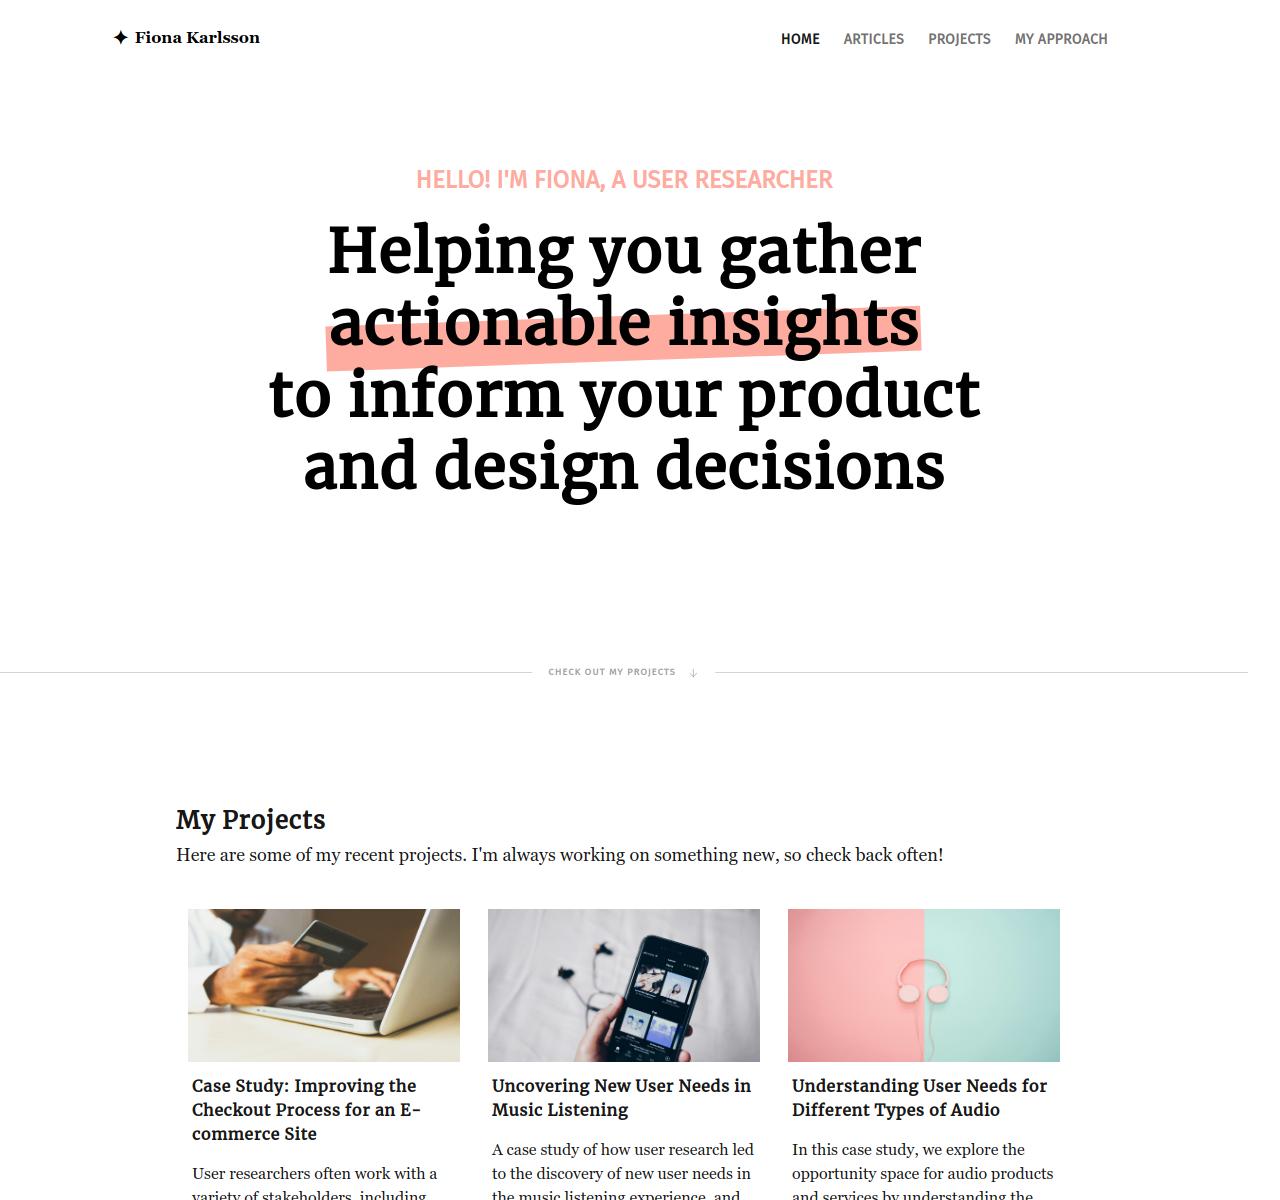 ✦ Fiona Karlsson
HOME ARTICLES PROJECTS MY APPROACH
HELLO! I'M FIONA, A USER RESEARCHER
Helping you gather
actionable insights
to inform your product
and design decisions
CHECK OUT MY PROJECTS ↓
My Projects
Here are some of my recent projects. I'm always working on something new, so check back often!
Case Study: Improving the
Checkout Process for an E-
commerce Site
User researchers often work with a
variety of stakeholders, including
Uncovering New User Needs in
Music Listening
A case study of how user research led
to the discovery of new user needs in
the music listening experience, and
Understanding User Needs for
Different Types of Audio
In this case study, we explore the
opportunity space for audio products
and services by understanding the